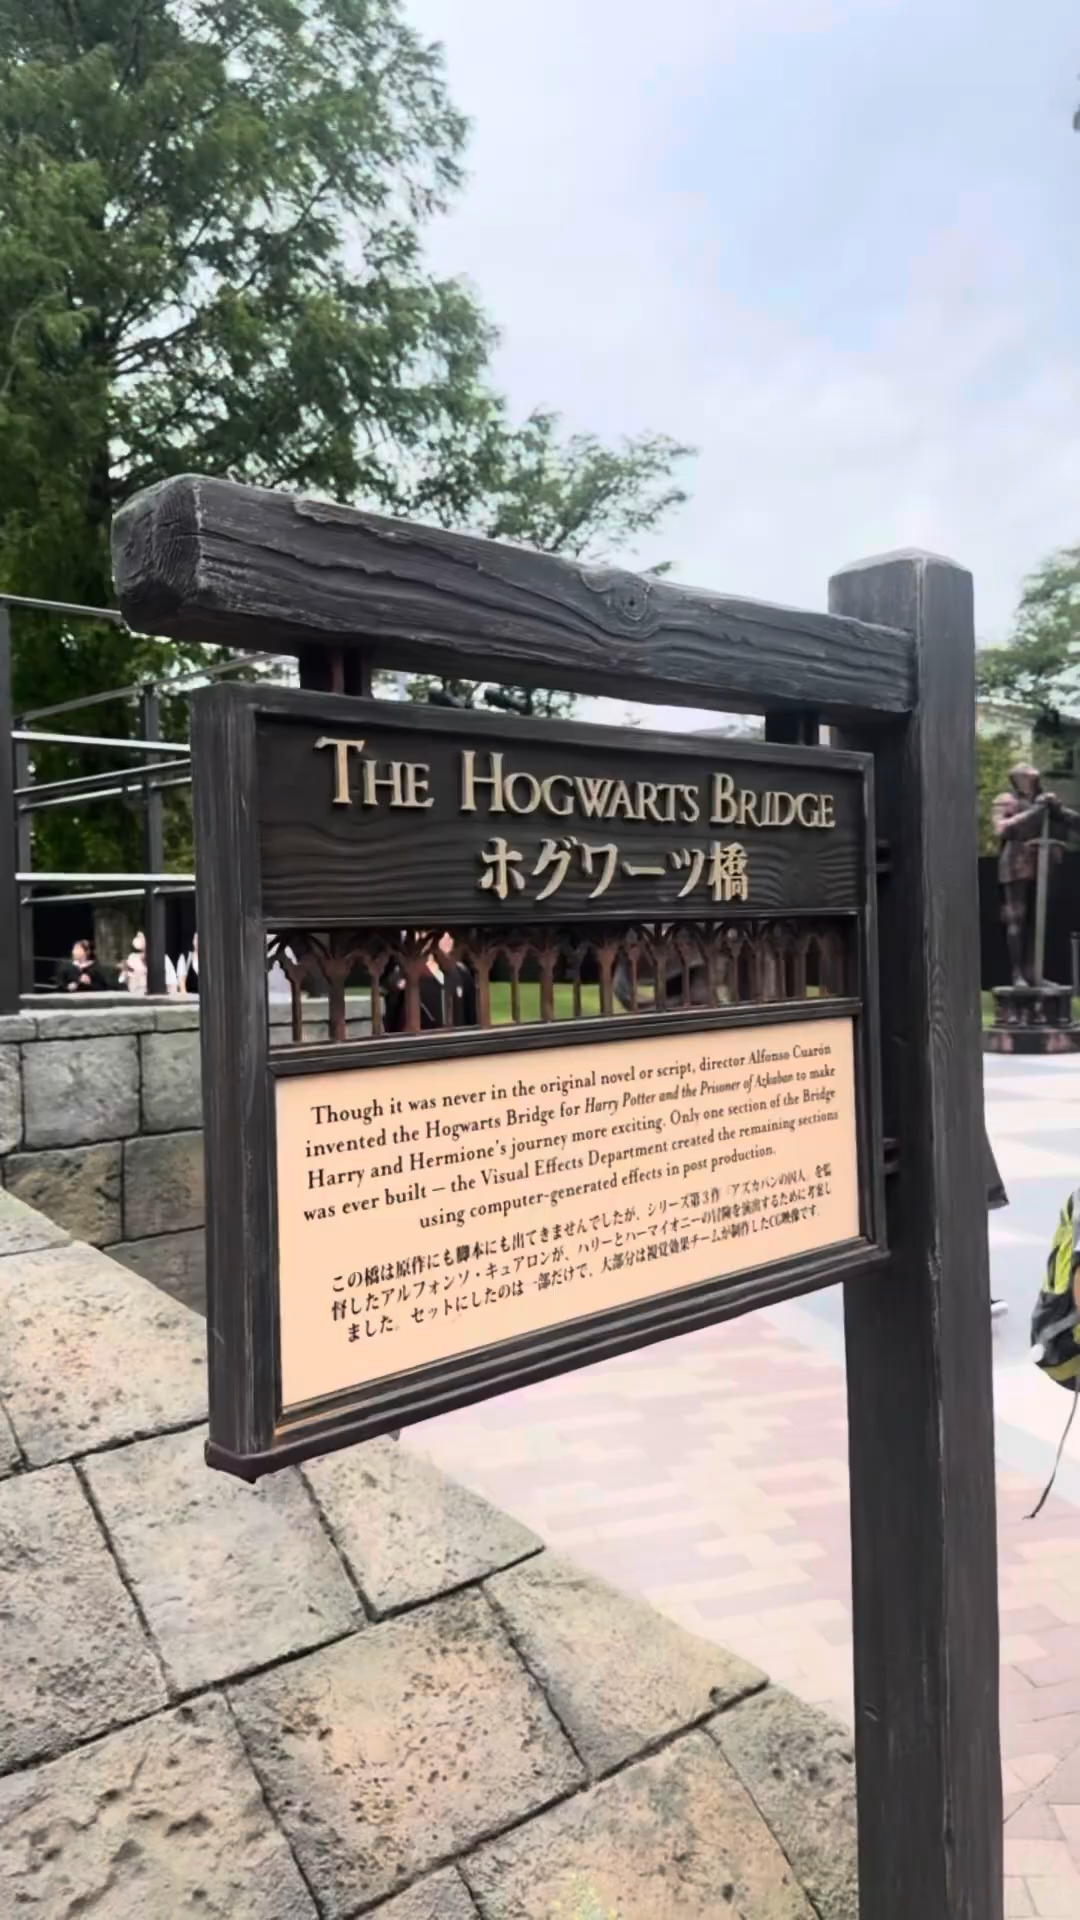 THE HOGWARTS BRIDGE
ホグワーツ橋
Though it was never in the original novel or script, director Alfonso Cuarón
invented the Hogwarts Bridge for Harry Potter and the Prisoner of Azkaban to make
Harry and Hermione's journey more exciting. Only one section of the Bridge
was ever built – the Visual Effects Department created the remaining sections
using computer-generated effects in post production.
この橋は原作にも脚本にも出てきませんでしたが、シリーズ第3作『アズカバンの囚人』を監
督したアルフォンソ・キュアロンが、ハリーとハーマイオニーの冒険を演出するために考案し
ました。セットにしたのは一部だけで、大部分は視覚効果チームが制作したCG映像です。